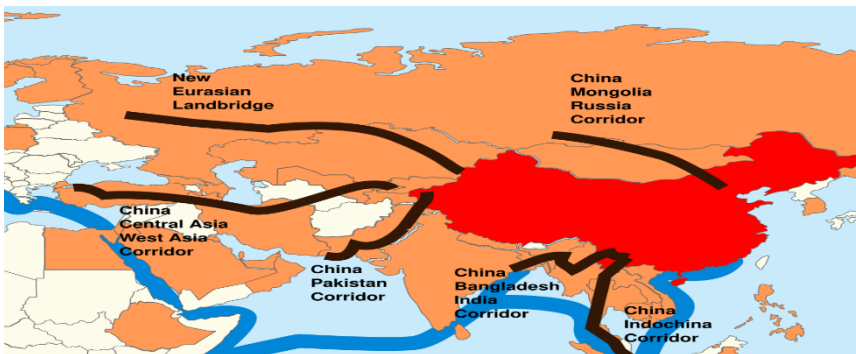 New
Eurasian
Landbridge
China
Mongolia
Russia
Corridor
China
Central Asia
West Asia
Corridor
China
Pakistan
Corridor
China
Bangladesh
India
Corridor
China
Indochina
Corridor